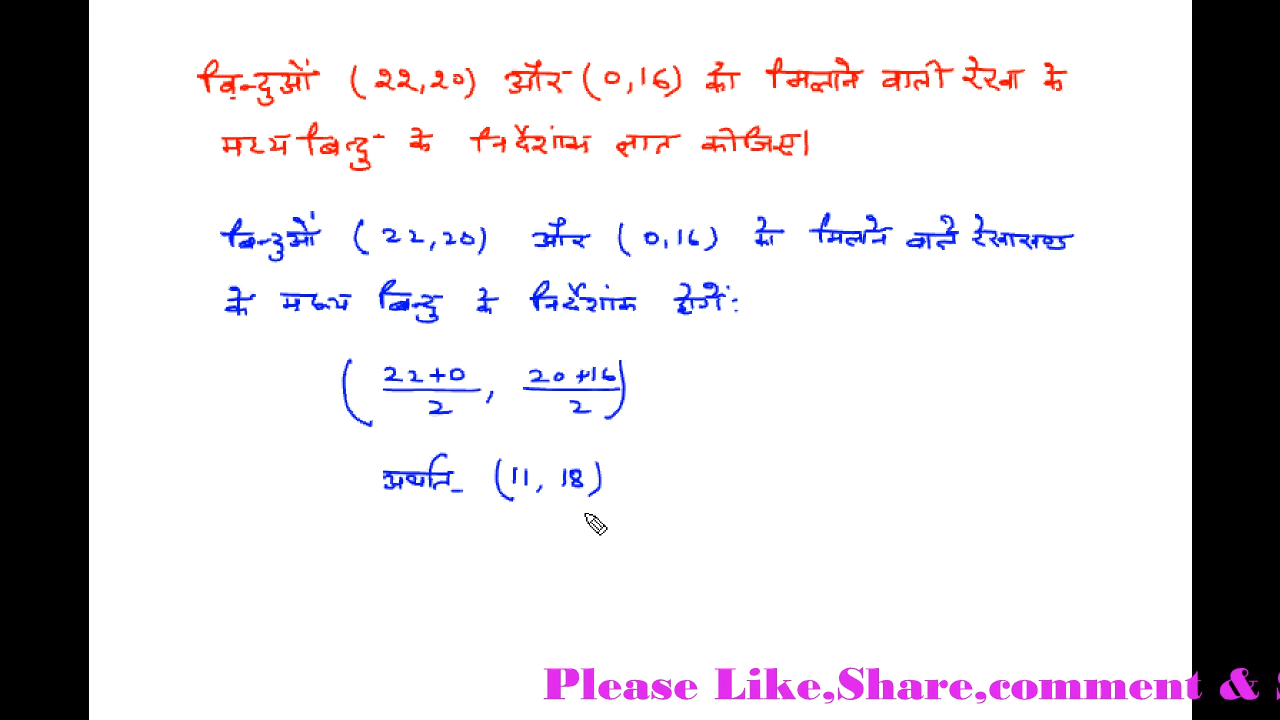 बिन्दुओं (22,20) और (0,16) को मिलाने वाली रेखा के
मध्य बिन्दु के निर्देशांक ज्ञात कीजिए।
बिन्दुओं (22,20) और (0,16) को मिलाने वाले रेखाखण्ड
के मध्य बिन्दु के निर्देशांक होंगे:
(22+0/2, 20+16/2)
अर्थात (11, 18)
Please Like,Share,comment &